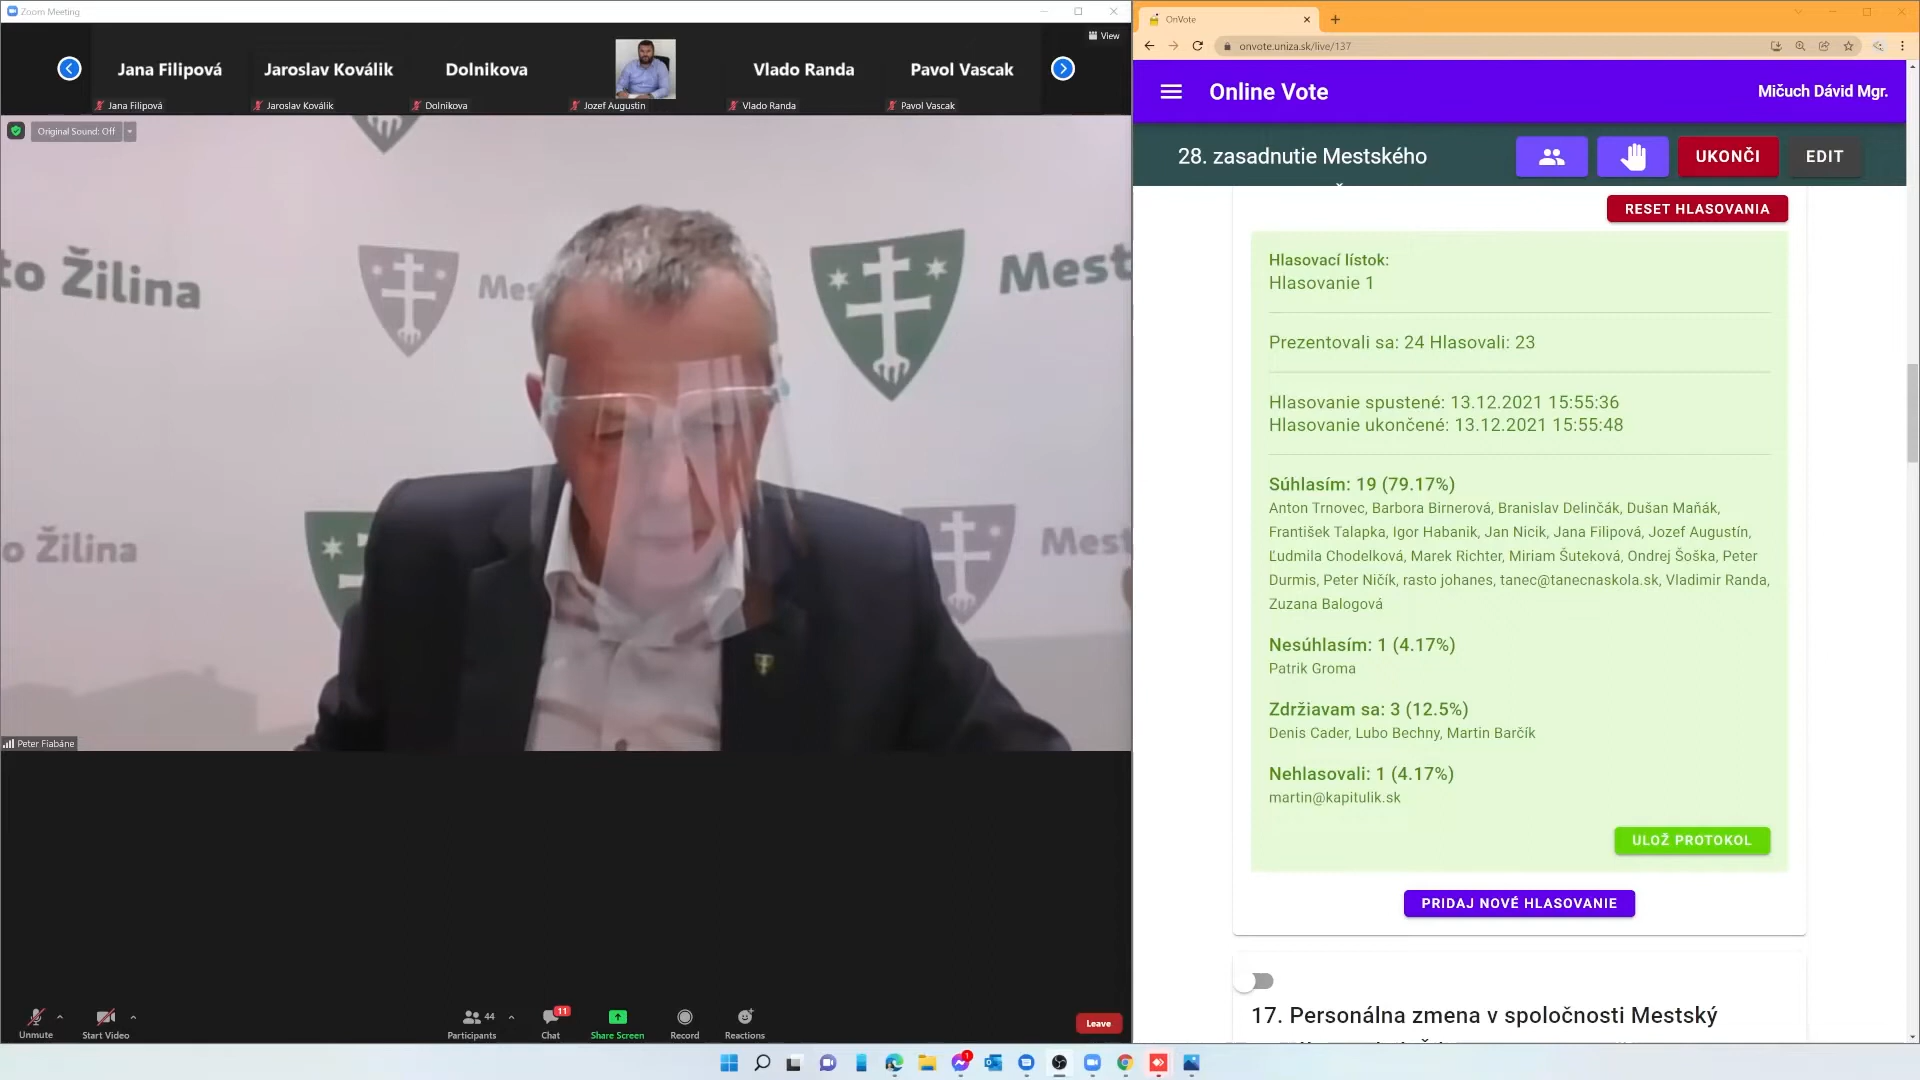 Zoom Meeting
View
Jana Filipová
Jaroslav Koválik
Dolnikova
Vlado Randa
Pavol Vascak
Jana Filipová
Jaroslav Koválik
Dolnikova
Jozef Augustin
Vlado Randa
Pavol Vascak
Original Sound: Off
to Žilina
Mes
Mest
o Žilina
Mest
Peter Fiabáne
Unmute
Start Video
44
Participants
11
Chat
Share Screen
Record
Reactions
Leave
OnVote
onvote.uniza.sk/live/137
Online Vote
Mičuch Dávid Mgr.
28. zasadnutie Mestského
UKONČI
EDIT
RESET HLASOVANIA
Hlasovací lístok:
Hlasovanie 1
Prezentovali sa: 24 Hlasovali: 23
Hlasovanie spustené: 13.12.2021 15:55:36
Hlasovanie ukončené: 13.12.2021 15:55:48
Súhlasím: 19 (79.17%)
Anton Trnovec, Barbora Birnerová, Branislav Delinčák, Dušan Maňák,
František Talapka, Igor Habanik, Jan Nicik, Jana Filipová, Jozef Augustín,
Ľudmila Chodelková, Marek Richter, Miriam Šuteková, Ondrej Šoška, Peter
Durmis, Peter Ničík, rasto johanes, tanec@tanecnaskola.sk, Vladimir Randa,
Zuzana Balogová
Nesúhlasím: 1 (4.17%)
Patrik Groma
Zdržiavam sa: 3 (12.5%)
Denis Cader, Lubo Bechny, Martin Barčík
Nehlasovali: 1 (4.17%)
martin@kapitulik.sk
ULOŽ PROTOKOL
PRIDAJ NOVÉ HLASOVANIE
17. Personálna zmena v spoločnosti Mestský
1